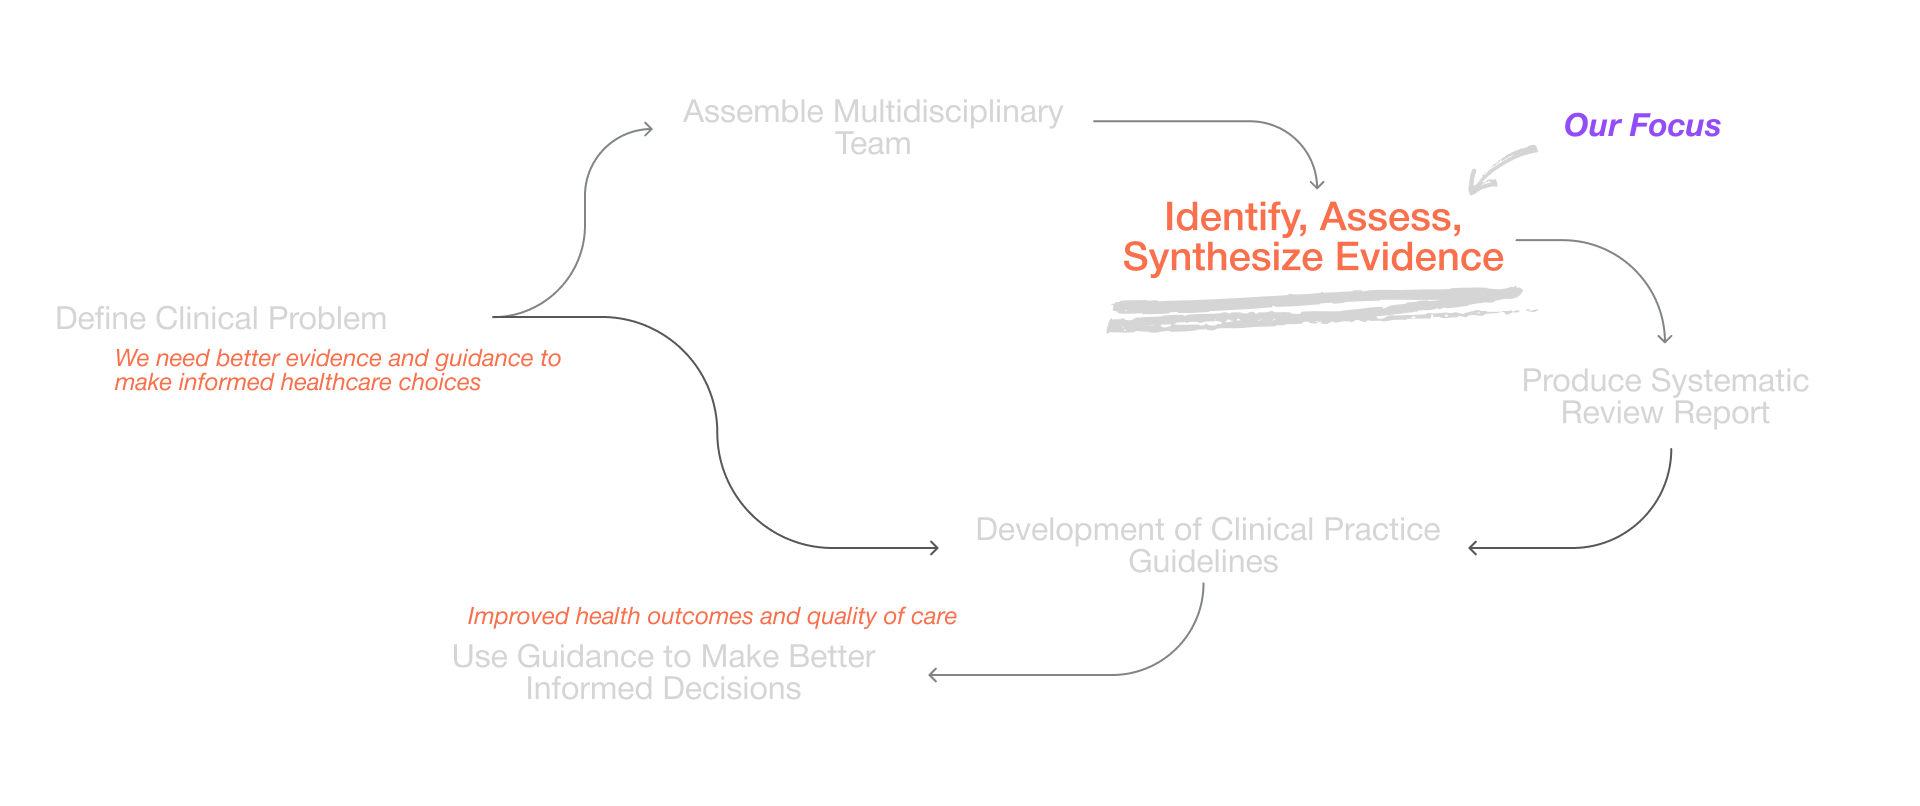 Assemble Multidisciplinary
Team
Our Focus
Identify, Assess,
Synthesize Evidence
Define Clinical Problem
We need better evidence and guidance to
make informed healthcare choices
Produce Systematic
Review Report
Development of Clinical Practice
Guidelines
Improved health outcomes and quality of care
Use Guidance to Make Better
Informed Decisions